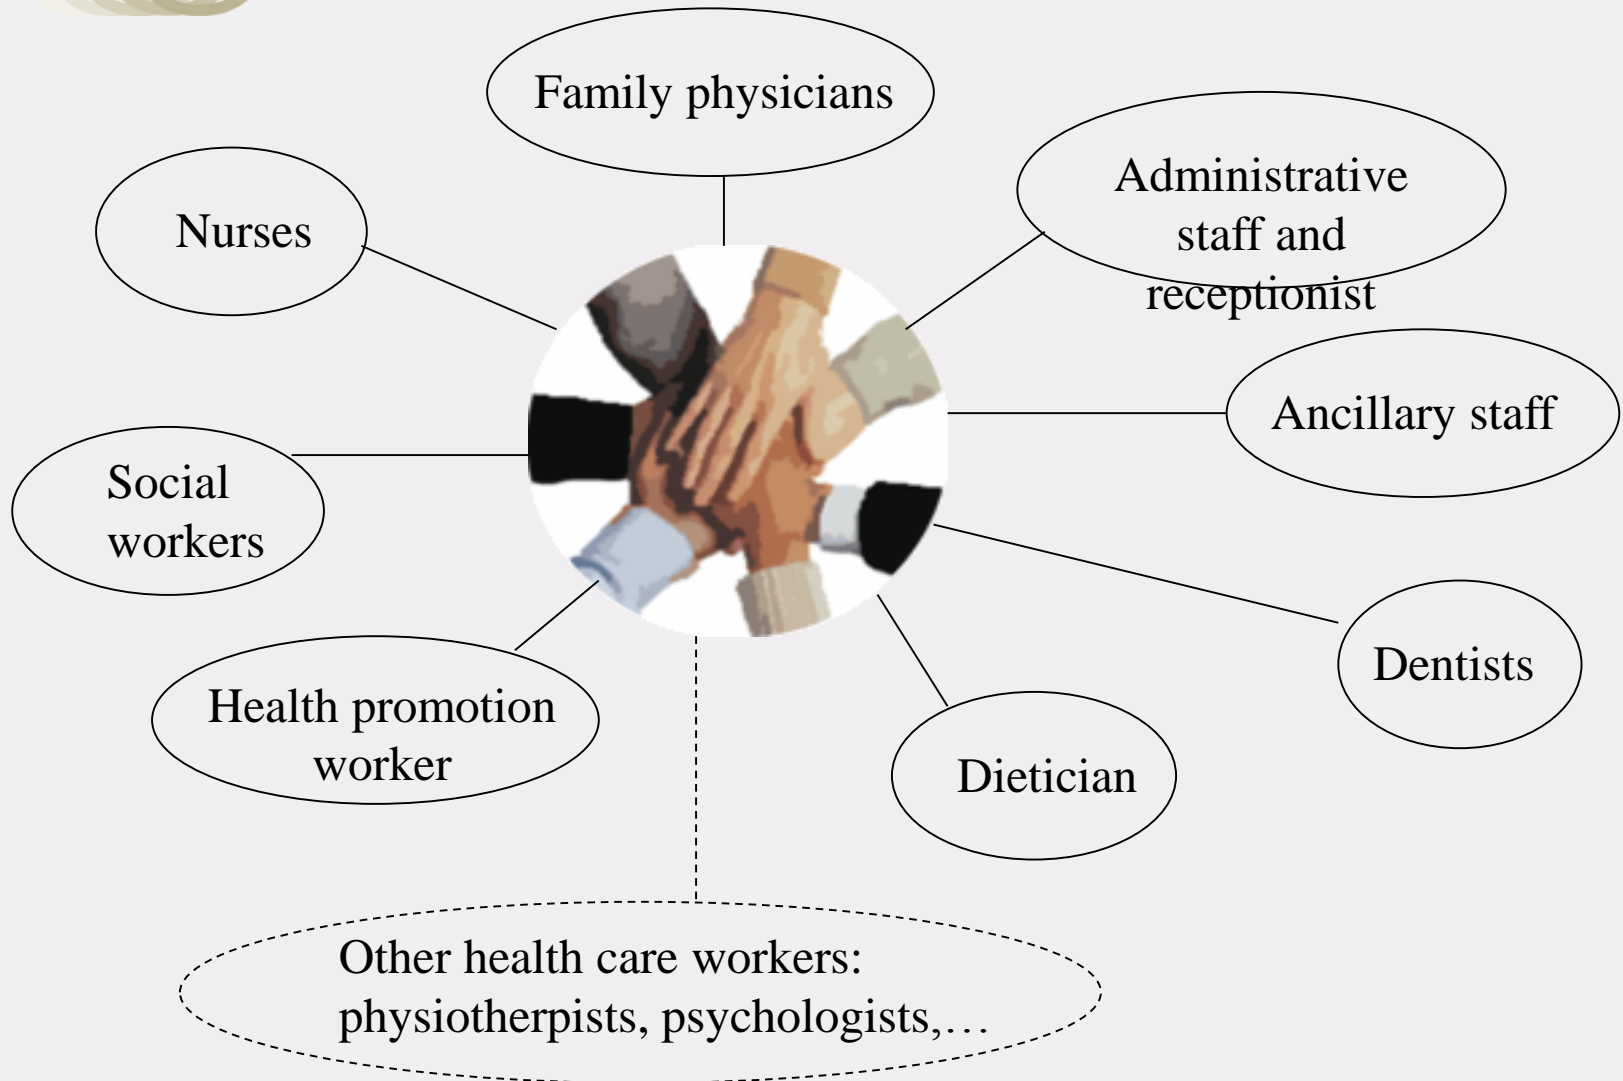 Family physicians
Administrative
staff and
receptionist
Nurses
Ancillary staff
Social
workers
Dentists
Health promotion
worker
Dietician
Other health care workers:
physiotherpists, psychologists,…